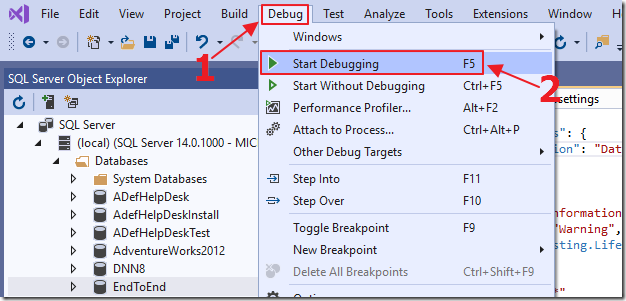 File Edit View Project Build Debug Test Analyze Tools Extensions Window
1
SQL Server Object Explorer
SQL Server
(local) (SQL Server 14.0.1000 - MIC
Databases
System Databases
ADefHelpDesk
AdefHelpDeskInstall
ADefHelpDeskTest
AdventureWorks2012
DNN8
EndToEnd
Windows
Start Debugging F5
2
Start Without Debugging Ctrl+F5
Performance Profiler... Alt+F2
Attach to Process... Ctrl+Alt+P
Other Debug Targets
Step Into F11
Step Over F10
Toggle Breakpoint F9
New Breakpoint
Delete All Breakpoints Ctrl+Shift+F9
settings
s": {
ion": "Dat
nformation
"Warning",
sting.Life